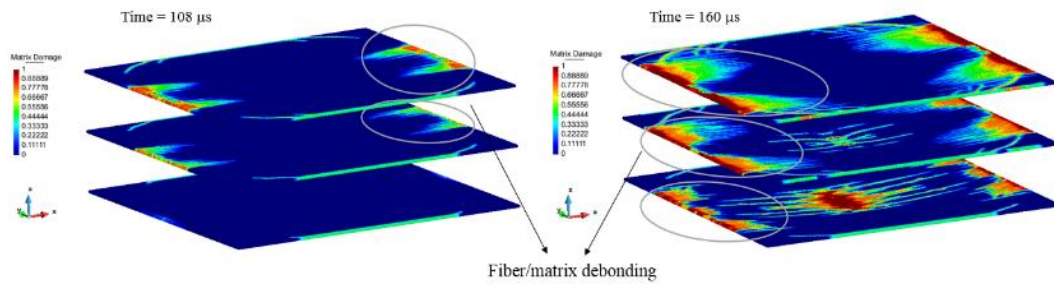 Time = 108 μs
Time = 160 μs
Matrix Damage
1
0.88889
0.77778
0.66667
0.55556
0.44444
0.33333
0.22222
0.11111
0
z
y
x
Matrix Damage
1
0.88889
0.77778
0.66667
0.55556
0.44444
0.33333
0.22222
0.11111
0
z
y
x
Fiber/matrix debonding